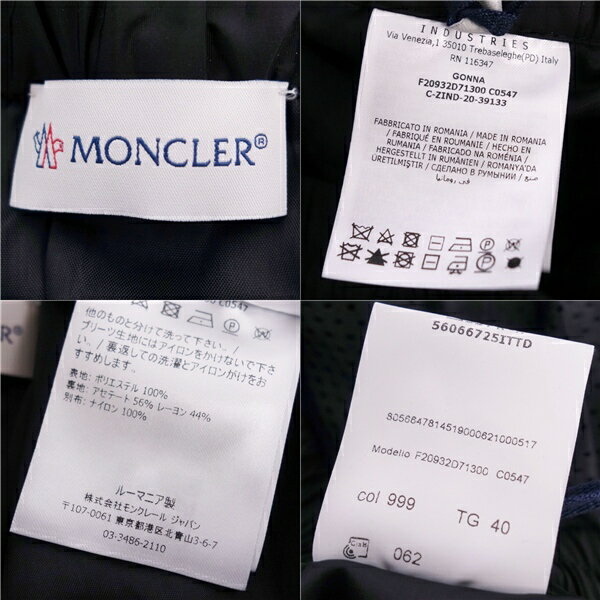 MONCLER®
INDUSTRIES
Via Venezia,1 35010 Trebaseleghe(PD) Italy
RN 116347
GONNA
F20932D71300 C0547
C-ZIND-20-39133
FABBRICATO IN ROMANIA / MADE IN ROMANIA
/ FABRIQUÉ EN ROUMANIE / HECHO EN
RUMANIA / FABRICADO NA ROMÉNIA /
HERGESTELLT IN RUMÄNIEN / ROMANYA'DA
ÜRETİLMİŞTİR / СДЕЛАНО В РУМЫНИИ /
صنع في رومانيا
C0547
他のものと分けて洗って下さい。/
プリーツ生地にはアイロンをかけないで下さ
い。/ 裏返しての洗濯とアイロンがけをお
すすめします。
表地: ポリエステル 100%
裏地: アセテート 56% レーヨン 44%
別布: ナイロン 100%
ルーマニア製
株式会社モンクレール ジャパン
〒107-0061 東京都港区北青山3-6-7
03-3486-2110
R®
56066725ITTD
8056647814519000621000517
Modello F20932D71300 C0547
col 999 TG 40
062